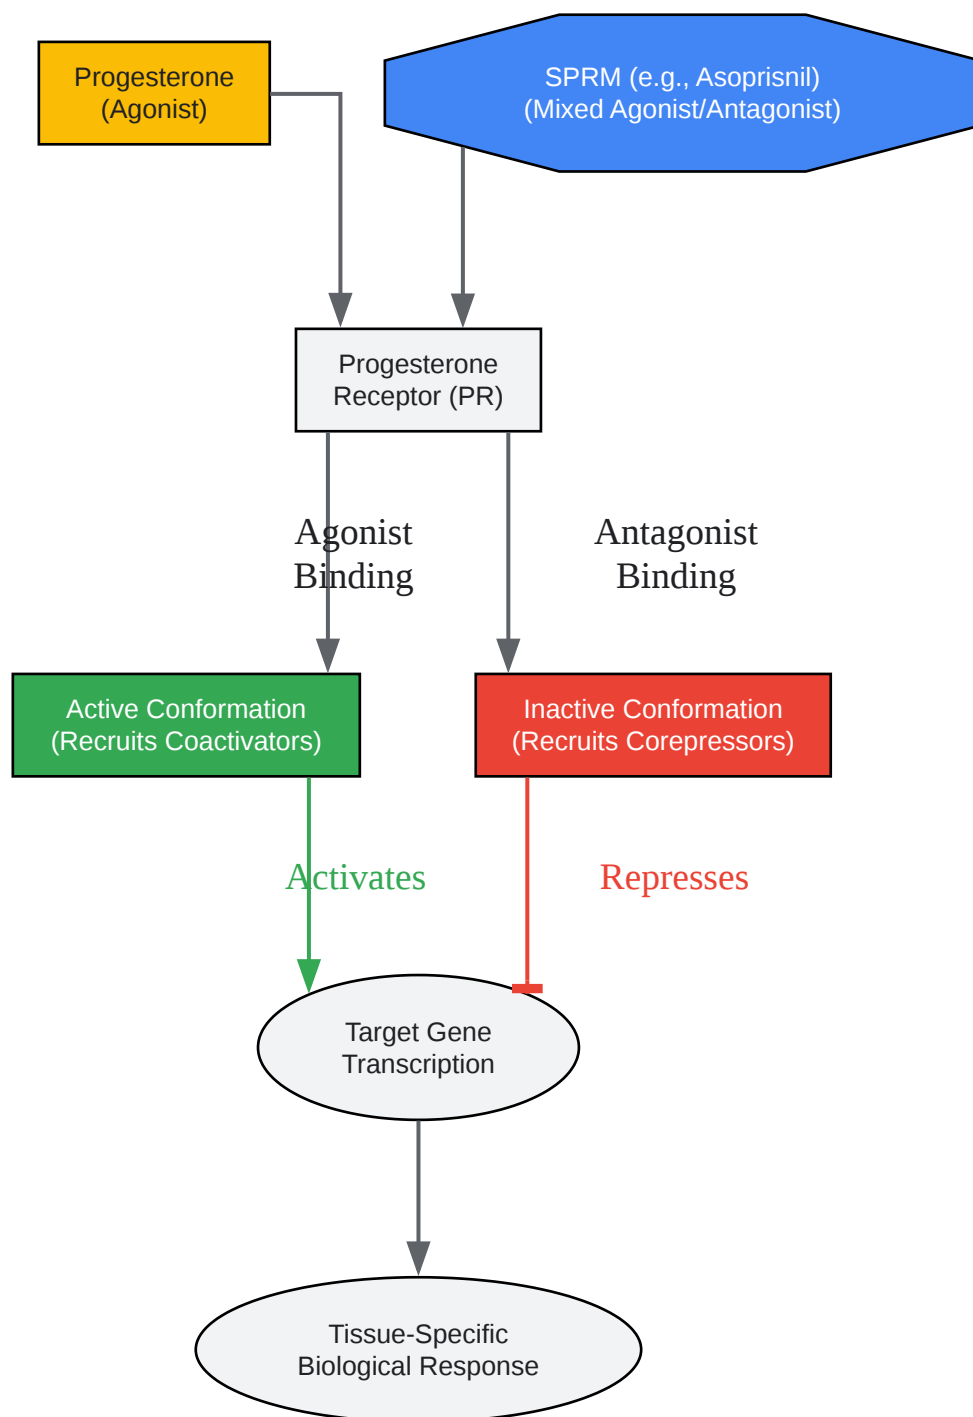 Progesterone
(Agonist)
SPRM (e.g., Asoprisnil)
(Mixed Agonist/Antagonist)
Progesterone
Receptor (PR)
Agonist
Binding
Antagonist
Binding
Active Conformation
(Recruits Coactivators)
Inactive Conformation
(Recruits Corepressors)
Activates
Represses
Target Gene
Transcription
Tissue-Specific
Biological Response